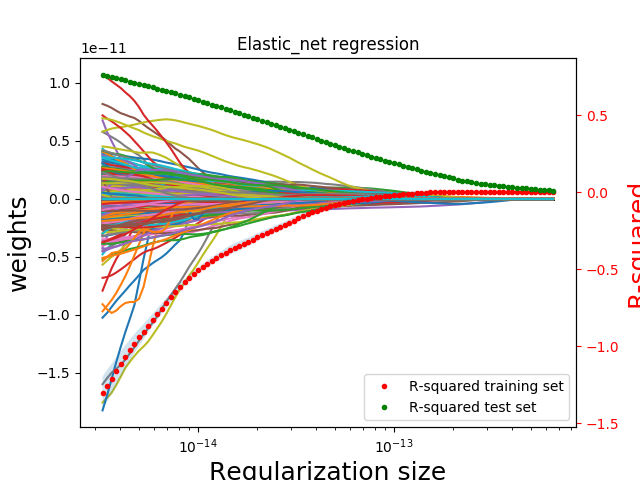 Elastic_net regression
1e−11
1.0
0.5
0.0
−0.5
−1.0
−1.5
weights
0.5
0.0
−0.5
−1.0
−1.5
R-squared
R-squared training set
R-squared test set
10⁻¹⁴
10⁻¹³
Regularization size